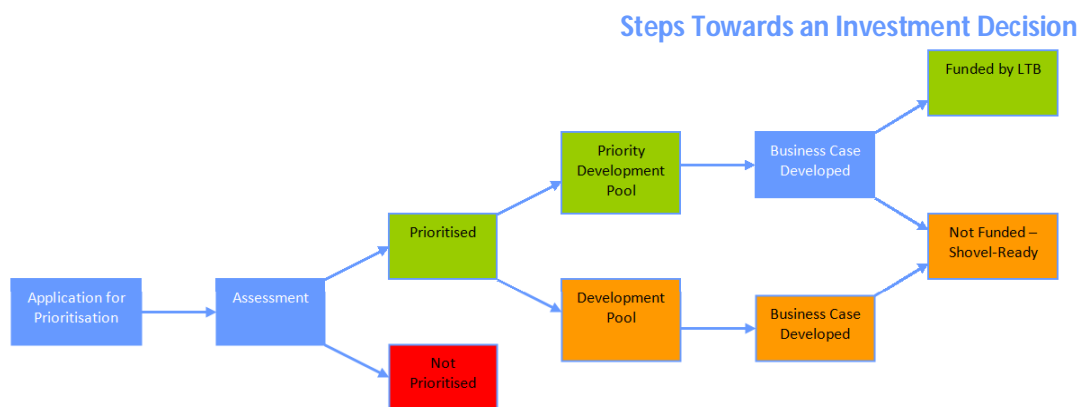 Steps Towards an Investment Decision
Funded by LTB
Priority
Development
Pool
Business Case
Developed
Prioritised
Not Funded –
Shovel-Ready
Application for
Prioritisation
Assessment
Development
Pool
Business Case
Developed
Not
Prioritised